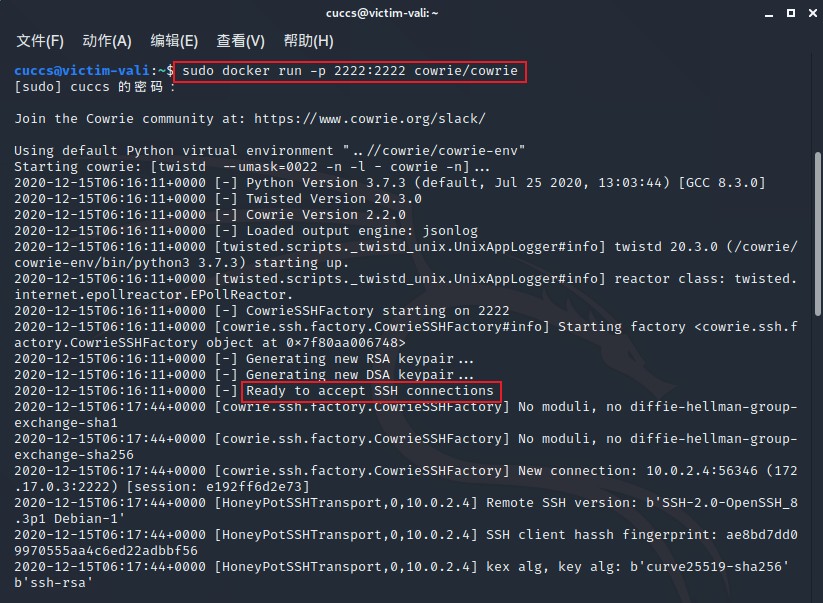 cuccs@victim-vali: ~
文件(F) 动作(A) 编辑(E) 查看(V) 帮助(H)
cuccs@victim-vali:~$ sudo docker run -p 2222:2222 cowrie/cowrie
[sudo] cuccs 的密码：
Join the Cowrie community at: https://www.cowrie.org/slack/
Using default Python virtual environment "..//cowrie/cowrie-env"
Starting cowrie: [twistd  --umask=0022 -n -l - cowrie -n]...
2020-12-15T06:16:11+0000 [-] Python Version 3.7.3 (default, Jul 25 2020, 13:03:44) [GCC 8.3.0]
2020-12-15T06:16:11+0000 [-] Twisted Version 20.3.0
2020-12-15T06:16:11+0000 [-] Cowrie Version 2.2.0
2020-12-15T06:16:11+0000 [-] Loaded output engine: jsonlog
2020-12-15T06:16:11+0000 [twisted.scripts._twistd_unix.UnixAppLogger#info] twistd 20.3.0 (/cowrie/
cowrie-env/bin/python3 3.7.3) starting up.
2020-12-15T06:16:11+0000 [twisted.scripts._twistd_unix.UnixAppLogger#info] reactor class: twisted.
internet.epollreactor.EPollReactor.
2020-12-15T06:16:11+0000 [-] CowrieSSHFactory starting on 2222
2020-12-15T06:16:11+0000 [cowrie.ssh.factory.CowrieSSHFactory#info] Starting factory <cowrie.ssh.f
actory.CowrieSSHFactory object at 0x7f80aa006748>
2020-12-15T06:16:11+0000 [-] Generating new RSA keypair...
2020-12-15T06:16:11+0000 [-] Generating new DSA keypair...
2020-12-15T06:16:11+0000 [-] Ready to accept SSH connections
2020-12-15T06:17:44+0000 [cowrie.ssh.factory.CowrieSSHFactory] No moduli, no diffie-hellman-group-
exchange-sha1
2020-12-15T06:17:44+0000 [cowrie.ssh.factory.CowrieSSHFactory] No moduli, no diffie-hellman-group-
exchange-sha256
2020-12-15T06:17:44+0000 [cowrie.ssh.factory.CowrieSSHFactory] New connection: 10.0.2.4:56346 (172
.17.0.3:2222) [session: e192ff6d2e73]
2020-12-15T06:17:44+0000 [HoneyPotSSHTransport,0,10.0.2.4] Remote SSH version: b'SSH-2.0-OpenSSH_8
.3p1 Debian-1'
2020-12-15T06:17:44+0000 [HoneyPotSSHTransport,0,10.0.2.4] SSH client hassh fingerprint: ae8bd7dd0
9970555aa4c6ed22adbbf56
2020-12-15T06:17:44+0000 [HoneyPotSSHTransport,0,10.0.2.4] kex alg, key alg: b'curve25519-sha256'
b'ssh-rsa'